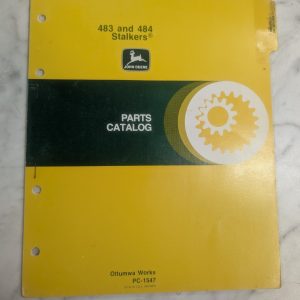 483 and 484
Stalkers®
JOHN DEERE
PARTS
CATALOG
Ottumwa Works
PC-1547